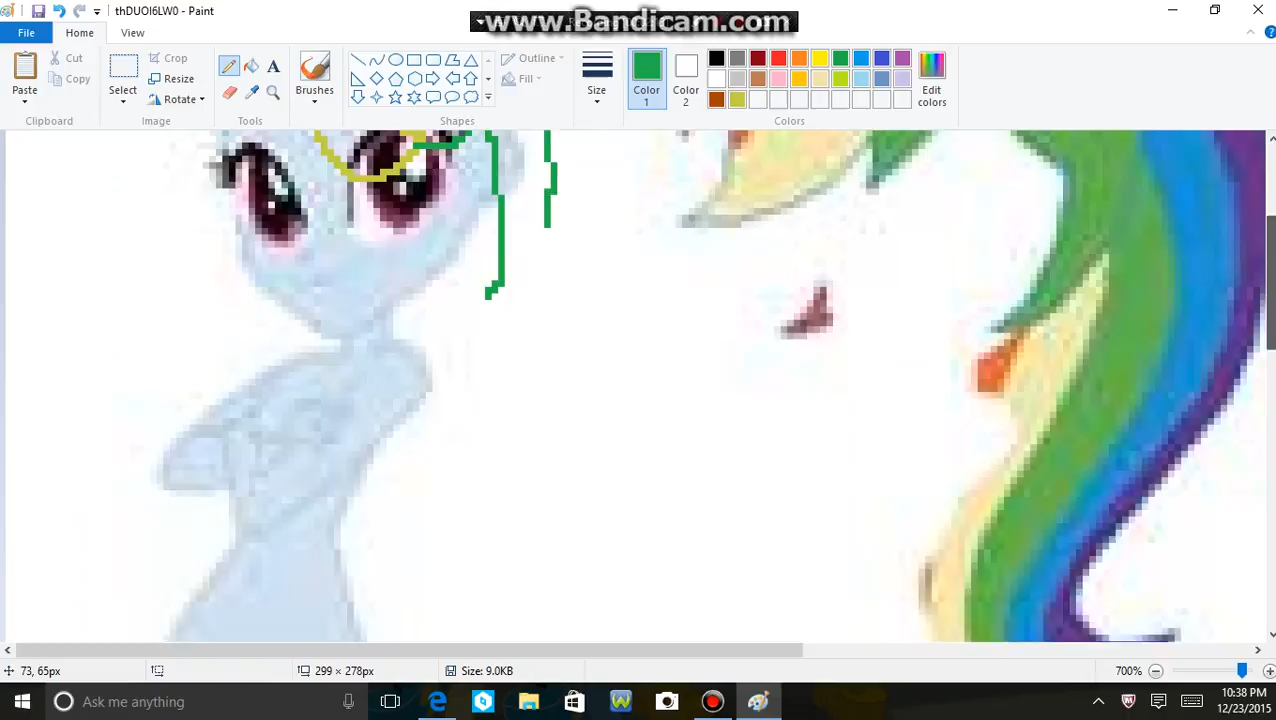 thDUOI6LW0 - Paint
www.Bandicam.com
File
Home
View
Paste
Cut
Copy
Clipboard
Select
Crop
Resize
Rotate
Image
Tools
Brushes
Outline
Fill
Shapes
Size
Color 1
Color 2
Edit colors
Colors
73, 65px
299 × 278px
Size: 9.0KB
700%
Ask me anything
10:38 PM
12/23/2015